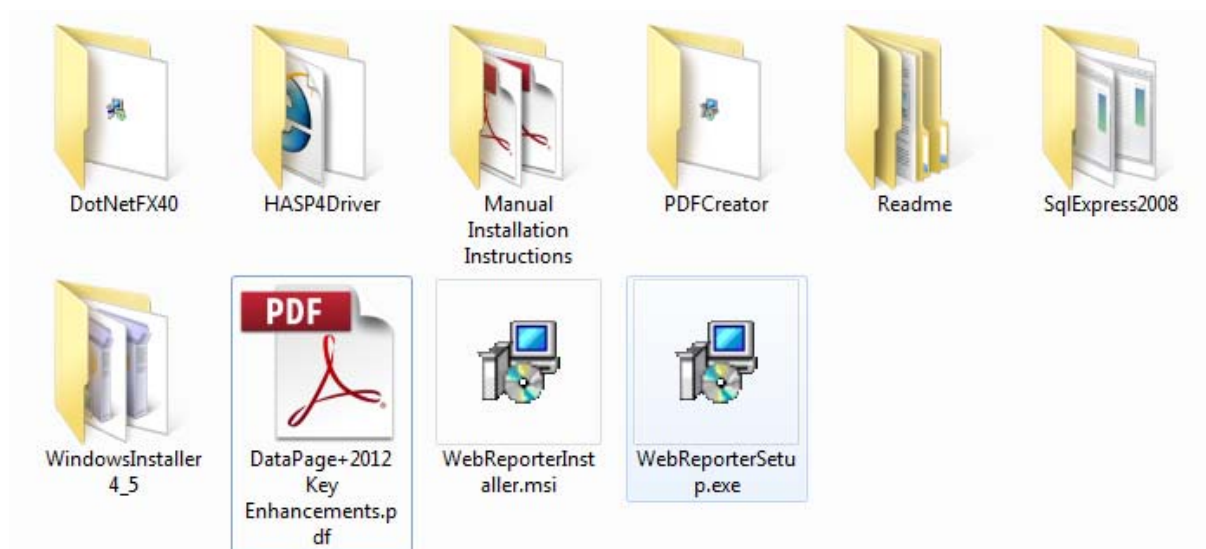 DotNetFX40
HASP4Driver
Manual
Installation
Instructions
PDFCreator
Readme
SqlExpress2008
WindowsInstaller
4_5
PDF
DataPage+2012
Key
Enhancements.p
df
WebReporterInst
aller.msi
WebReporterSetu
p.exe